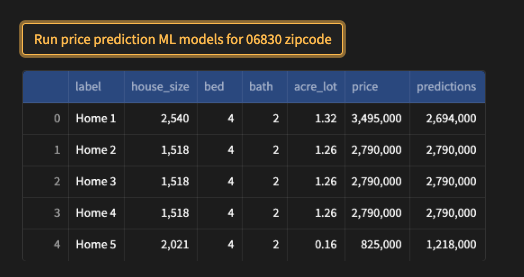 Run price prediction ML models for 06830 zipcode
label house_size bed bath acre_lot price predictions
0 Home 1 2,540 4 2 1.32 3,495,000 2,694,000
1 Home 2 1,518 4 2 1.26 2,790,000 2,790,000
2 Home 3 1,518 4 2 1.26 2,790,000 2,790,000
3 Home 4 1,518 4 2 1.26 2,790,000 2,790,000
4 Home 5 2,021 4 2 0.16 825,000 1,218,000